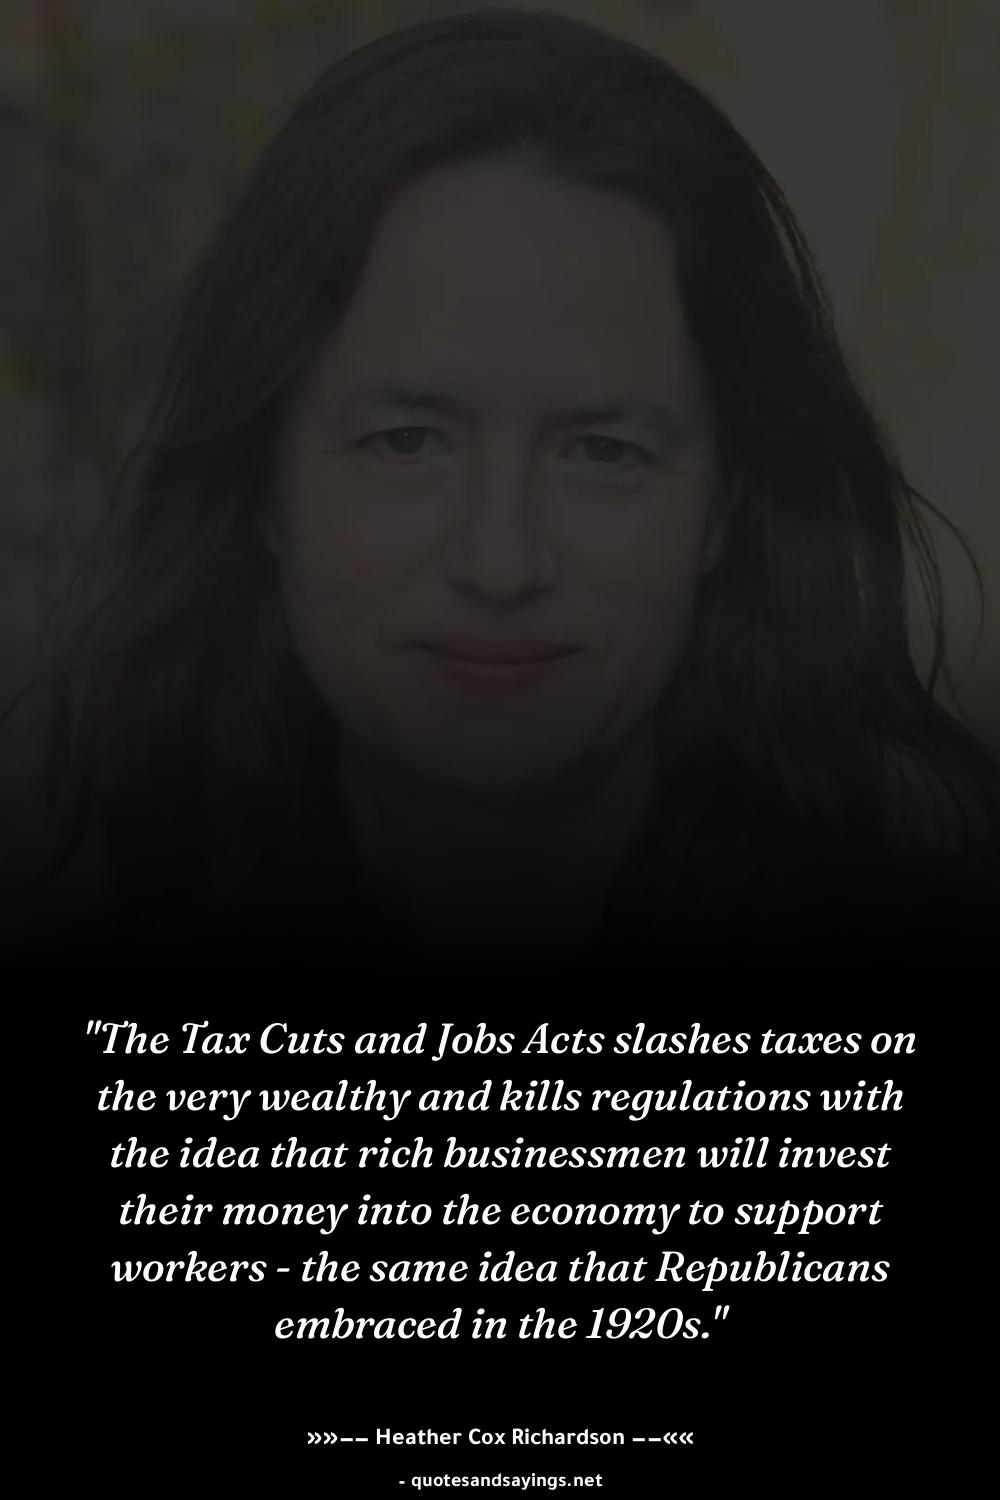 "The Tax Cuts and Jobs Acts slashes taxes on
the very wealthy and kills regulations with
the idea that rich businessmen will invest
their money into the economy to support
workers - the same idea that Republicans
embraced in the 1920s."
»»–– Heather Cox Richardson ––««
- quotesandsayings.net